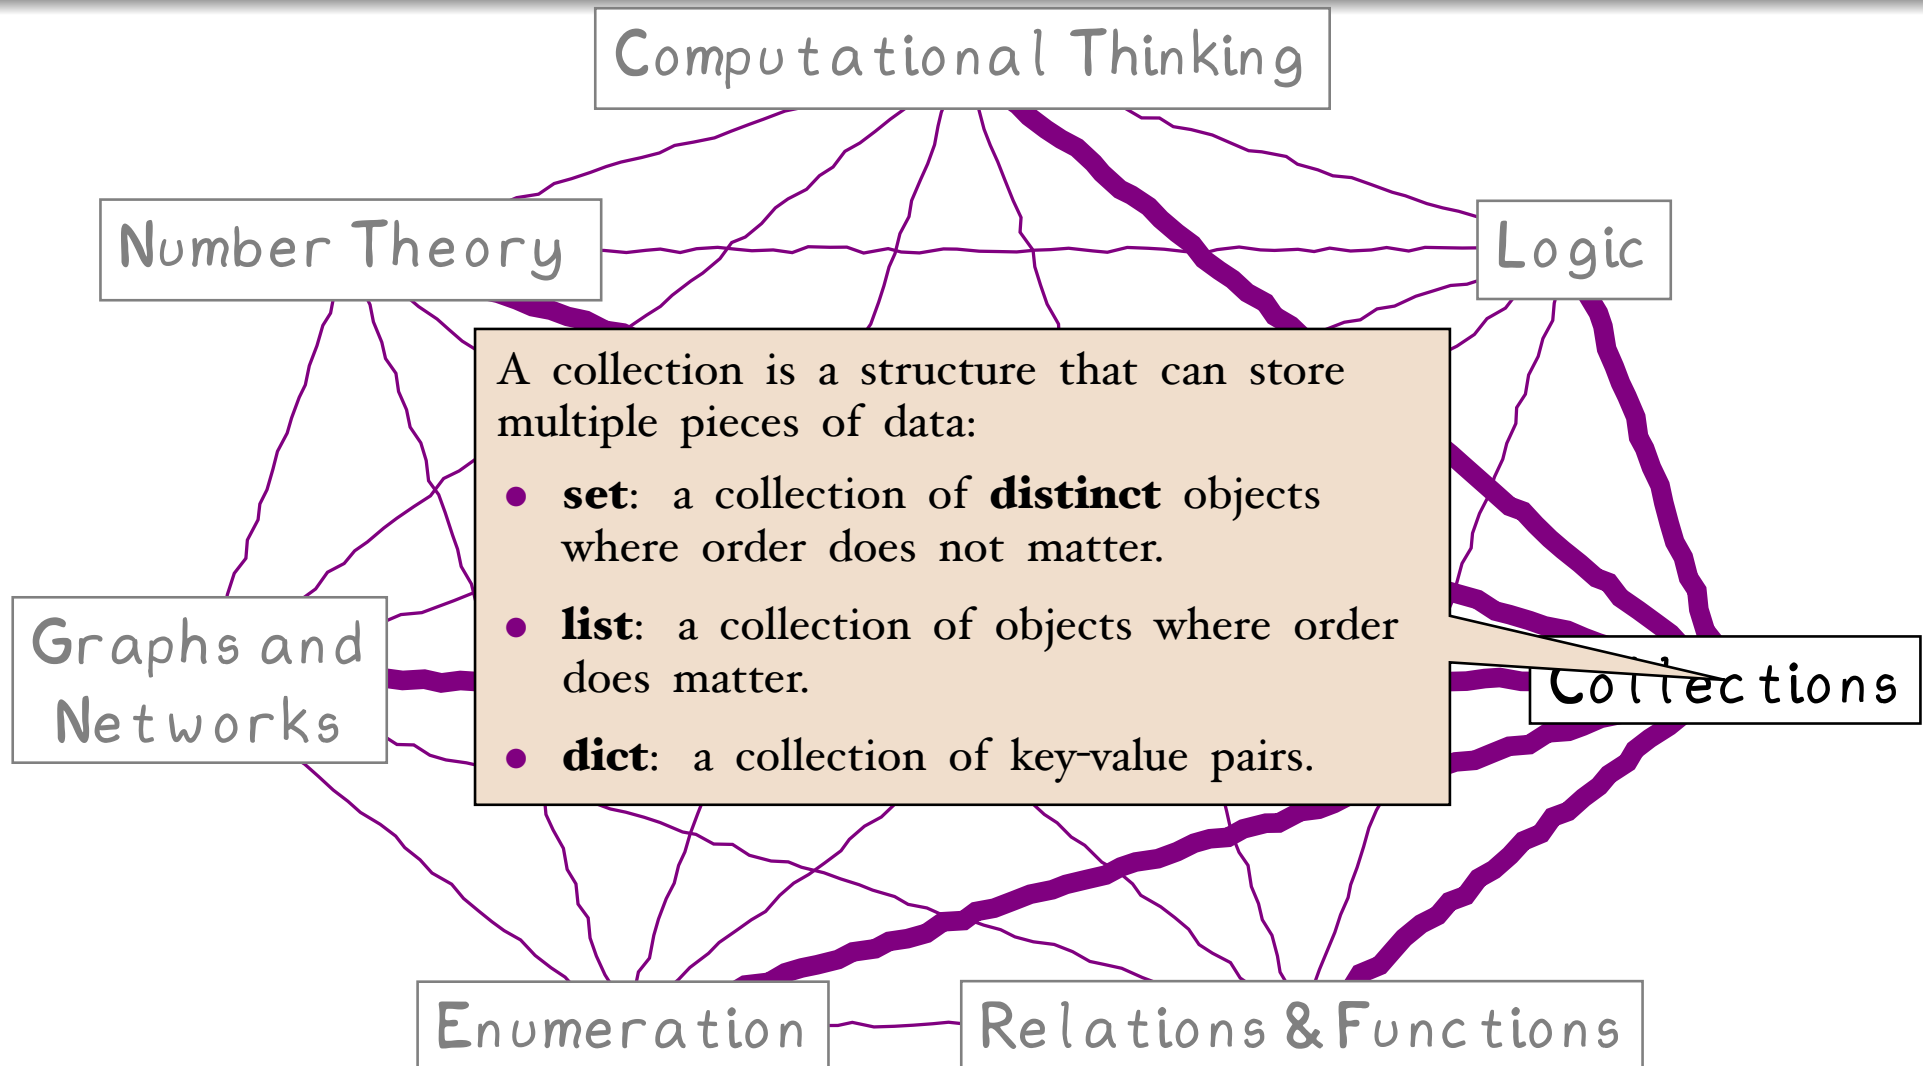 Computational Thinking
Number Theory
Logic
A collection is a structure that can store
multiple pieces of data:
● set: a collection of distinct objects
where order does not matter.
● list: a collection of objects where order
does matter.
● dict: a collection of key-value pairs.
Graphs and
Networks
Collections
Enumeration
Relations & Functions